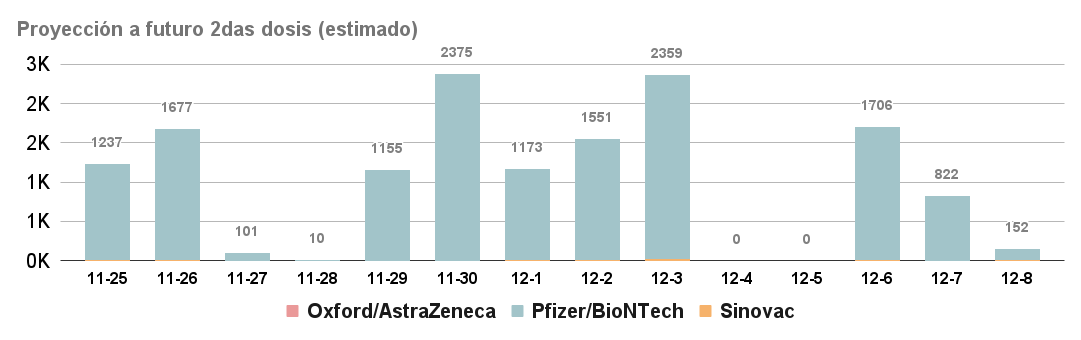 Proyección a futuro 2das dosis (estimado)
3K
2K
2K
1K
1K
0K
1237
1677
101
10
1155
2375
1173
1551
2359
0
0
1706
822
152
11-25 11-26 11-27 11-28 11-29 11-30 12-1 12-2 12-3 12-4 12-5 12-6 12-7 12-8
Oxford/AstraZeneca Pfizer/BioNTech Sinovac